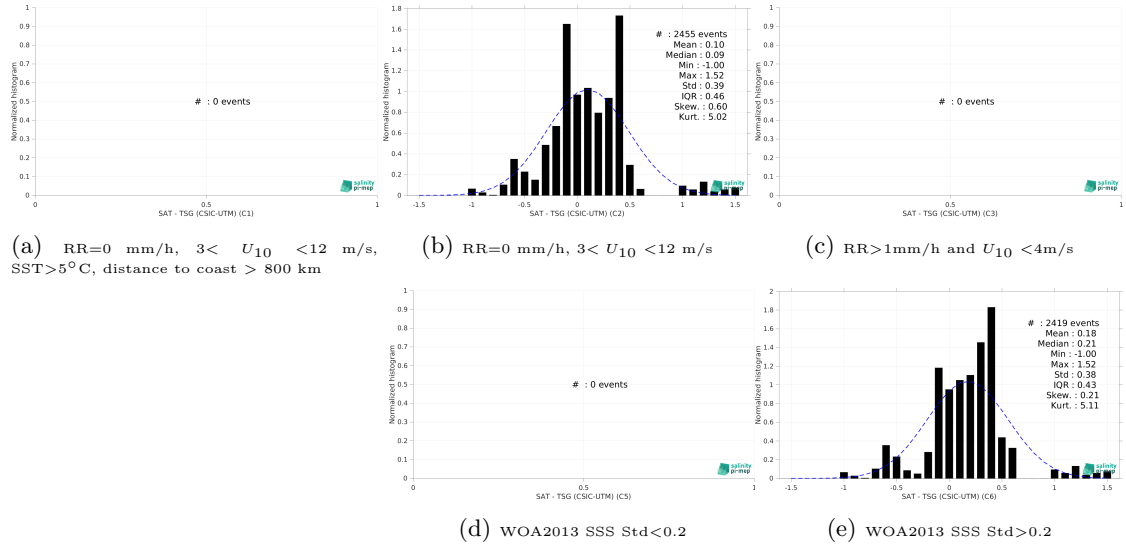 1
0.9
0.8
0.7
0.6
0.5
0.4
0.3
0.2
0.1
0
Normalized histogram
# : 0 events
0 0.5 1
SAT - TSG (CSIC-UTM) (C1)
salinity
pi-mep
(a) RR=0 mm/h, 3< U10 <12 m/s,
SST>5°C, distance to coast > 800 km
1.8
1.6
1.4
1.2
1
0.8
0.6
0.4
0.2
0
Normalized histogram
# : 2455 events
Mean : 0.10
Median : 0.09
Min : -1.00
Max : 1.52
Std : 0.39
IQR : 0.46
Skew. : 0.60
Kurt. : 5.02
-1.5 -1 -0.5 0 0.5 1 1.5
SAT - TSG (CSIC-UTM) (C2)
salinity
pi-mep
(b) RR=0 mm/h, 3< U10 <12 m/s
1
0.9
0.8
0.7
0.6
0.5
0.4
0.3
0.2
0.1
0
Normalized histogram
# : 0 events
0 0.5 1
SAT - TSG (CSIC-UTM) (C3)
salinity
pi-mep
(c) RR>1mm/h and U10 <4m/s
1
0.9
0.8
0.7
0.6
0.5
0.4
0.3
0.2
0.1
0
Normalized histogram
# : 0 events
0 0.5 1
SAT - TSG (CSIC-UTM) (C5)
salinity
pi-mep
(d) WOA2013 SSS Std<0.2
2
1.8
1.6
1.4
1.2
1
0.8
0.6
0.4
0.2
0
Normalized histogram
# : 2419 events
Mean : 0.18
Median : 0.21
Min : -1.00
Max : 1.52
Std : 0.38
IQR : 0.43
Skew. : 0.21
Kurt. : 5.11
-1.5 -1 -0.5 0 0.5 1 1.5
SAT - TSG (CSIC-UTM) (C6)
salinity
pi-mep
(e) WOA2013 SSS Std>0.2